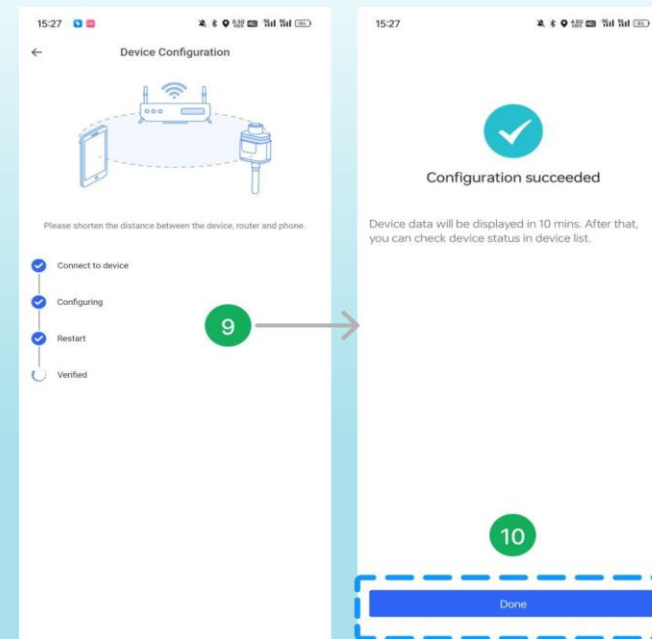 15:27
Device Configuration
Please shorten the distance between the device, router and phone.
Connect to device
Configuring
Restart
Verified
9
15:27
Configuration succeeded
Device data will be displayed in 10 mins. After that,
you can check device status in device list.
10
Done